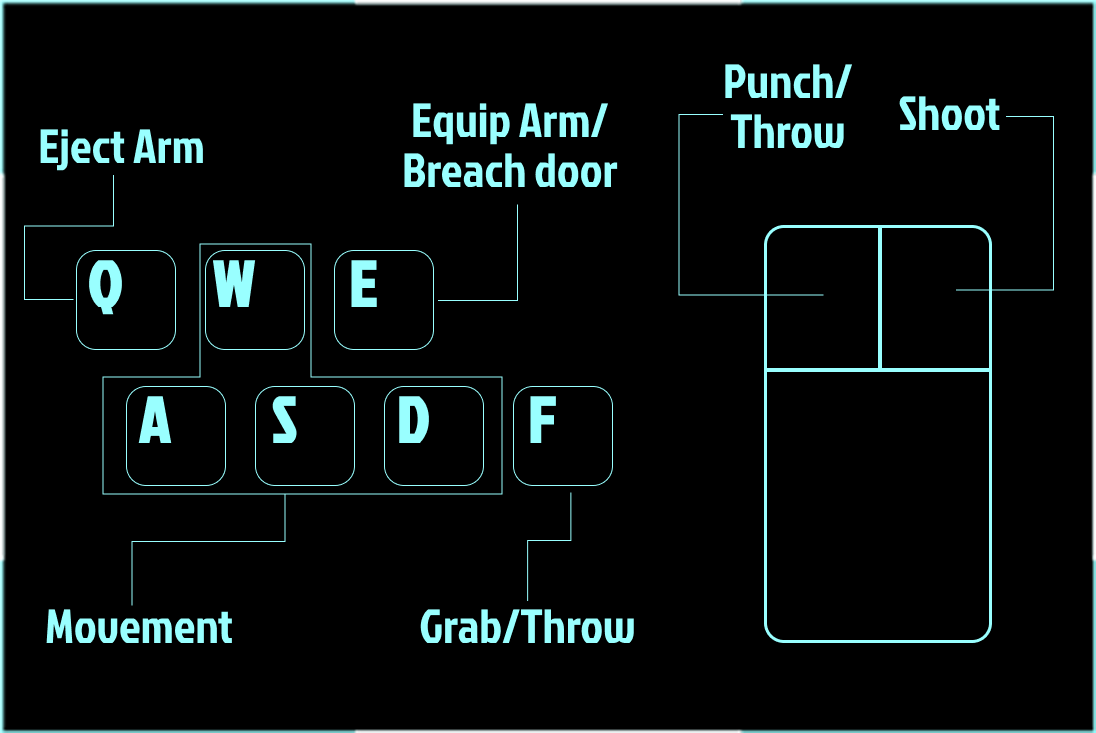 Punch/
Throw
Shoot
Equip Arm/
Breach door
Eject Arm
Q
W
E
A
S
D
F
Movement
Grab/Throw